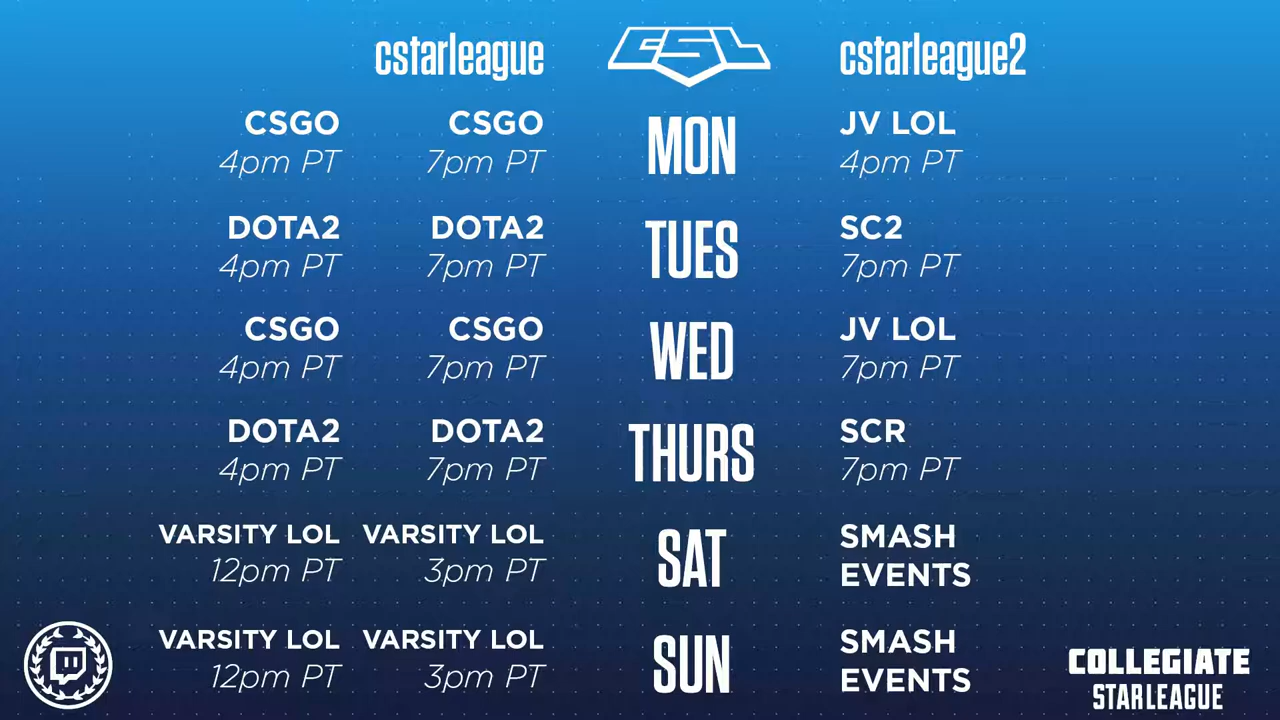 cstarleague CSL cstarleague2
CSGO CSGO MON JV LOL
4pm PT 7pm PT 4pm PT
DOTA2 DOTA2 TUES SC2
4pm PT 7pm PT 7pm PT
CSGO CSGO WED JV LOL
4pm PT 7pm PT 7pm PT
DOTA2 DOTA2 THURS SCR
4pm PT 7pm PT 7pm PT
VARSITY LOL VARSITY LOL SAT SMASH
12pm PT 3pm PT EVENTS
VARSITY LOL VARSITY LOL SUN SMASH
12pm PT 3pm PT EVENTS
COLLEGIATE
STARLEAGUE